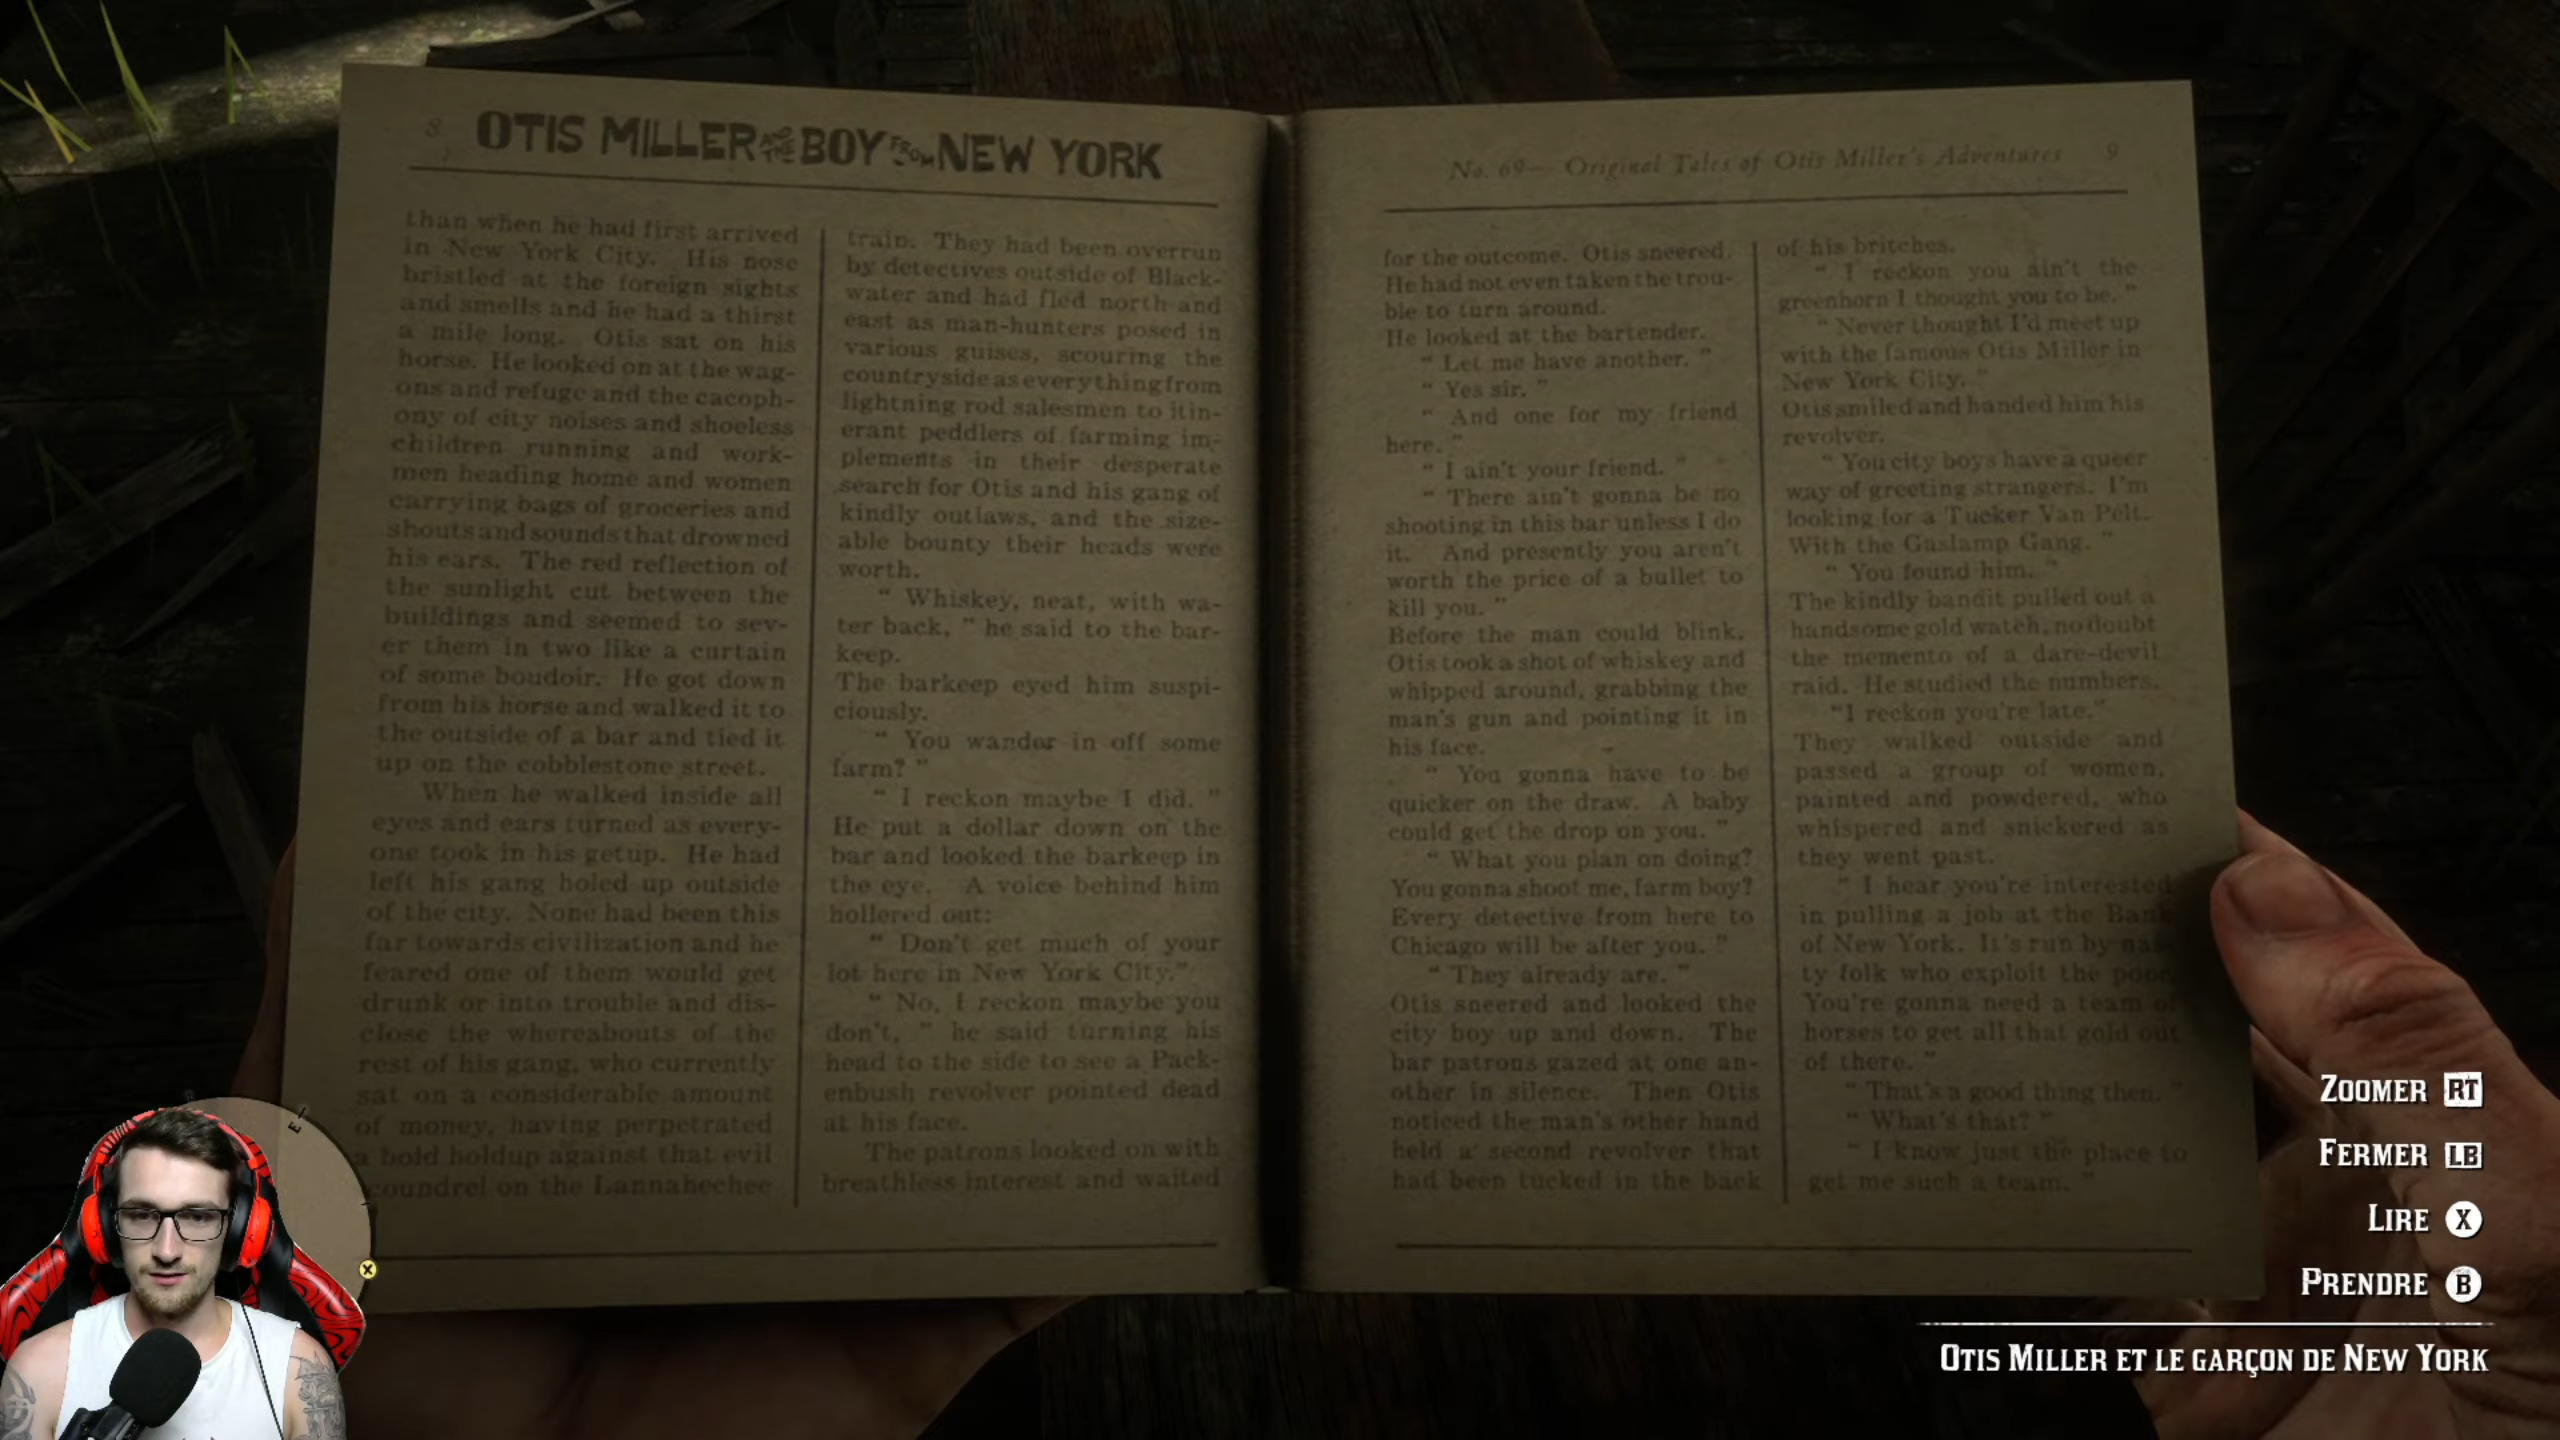 8
OTIS MILLER AND THE BOY FROM NEW YORK
than when he had first arrived
in New York City. His nose
bristled at the foreign sights
and smells and he had a thirst
a mile long. Otis sat on his
horse. He looked on at the wag-
ons and refuge and the cacoph-
ony of city noises and shoeless
children running and work-
men heading home and women
carrying bags of groceries and
shouts and sounds that drowned
his ears. The red reflection of
the sunlight cut between the
buildings and seemed to sev-
er them in two like a curtain
of some boudoir. He got down
from his horse and walked it to
the outside of a bar and tied it
up on the cobblestone street.
When he walked inside all
eyes and ears turned as every-
one took in his getup. He had
left his gang holed up outside
of the city. None had been this
far towards civilization and he
feared one of them would get
drunk or into trouble and dis-
close the whereabouts of the
rest of his gang, who currently
sat on a considerable amount
of money, having perpetrated
a bold holdup against that evil
coundrel on the Lannahechee
train. They had been overrun
by detectives outside of Black-
water and had fled north and
east as man-hunters posed in
various guises, scouring the
countryside as everything from
lightning rod salesmen to itin-
erant peddlers of farming im-
plements in their desperate
search for Otis and his gang of
kindly outlaws, and the size-
able bounty their heads were
worth.
" Whiskey, neat, with wa-
ter back, " he said to the bar-
keep.
The barkeep eyed him suspi-
ciously.
" You wander in off some
farm? "
" I reckon maybe I did. "
He put a dollar down on the
bar and looked the barkeep in
the eye. A voice behind him
hollered out:
" Don't get much of your
lot here in New York City."
" No, I reckon maybe you
don't, " he said turning his
head to the side to see a Pack-
enbush revolver pointed dead
at his face.
The patrons looked on with
breathless interest and waited
No. 69— Original Tales of Otis Miller's Adventures 9
for the outcome. Otis sneered.
He had not even taken the trou-
ble to turn around.
He looked at the bartender.
" Let me have another. "
" Yes sir. "
" And one for my friend
here. "
" I ain't your friend. "
" There ain't gonna be no
shooting in this bar unless I do
it. And presently you aren't
worth the price of a bullet to
kill you. "
Before the man could blink,
Otis took a shot of whiskey and
whipped around, grabbing the
man's gun and pointing it in
his face.
" You gonna have to be
quicker on the draw. A baby
could get the drop on you. "
" What you plan on doing?
You gonna shoot me, farm boy?
Every detective from here to
Chicago will be after you. "
" They already are. "
Otis sneered and looked the
city boy up and down. The
bar patrons gazed at one an-
other in silence. Then Otis
noticed the man's other hand
held a second revolver that
had been tucked in the back
of his britches.
" I reckon you ain't the
greenhorn I thought you to be. "
" Never thought I'd meet up
with the famous Otis Miller in
New York City. "
Otis smiled and handed him his
revolver.
" You city boys have a queer
way of greeting strangers. I'm
looking for a Tucker Van Pelt.
With the Gaslamp Gang. "
" You found him. "
The kindly bandit pulled out a
handsome gold watch, no doubt
the memento of a dare-devil
raid. He studied the numbers.
"I reckon you're late."
They walked outside and
passed a group of women,
painted and powdered, who
whispered and snickered as
they went past.
" I hear you're interested
in pulling a job at the Bank
of New York. It's run by nas-
ty folk who exploit the poor.
You're gonna need a team of
horses to get all that gold out
of there. "
" That's a good thing then. "
" What's that? "
" I know just the place to
get me such a team. "
E
X
ZOOMER RT
FERMER LB
LIRE X
PRENDRE B
OTIS MILLER ET LE GARÇON DE NEW YORK